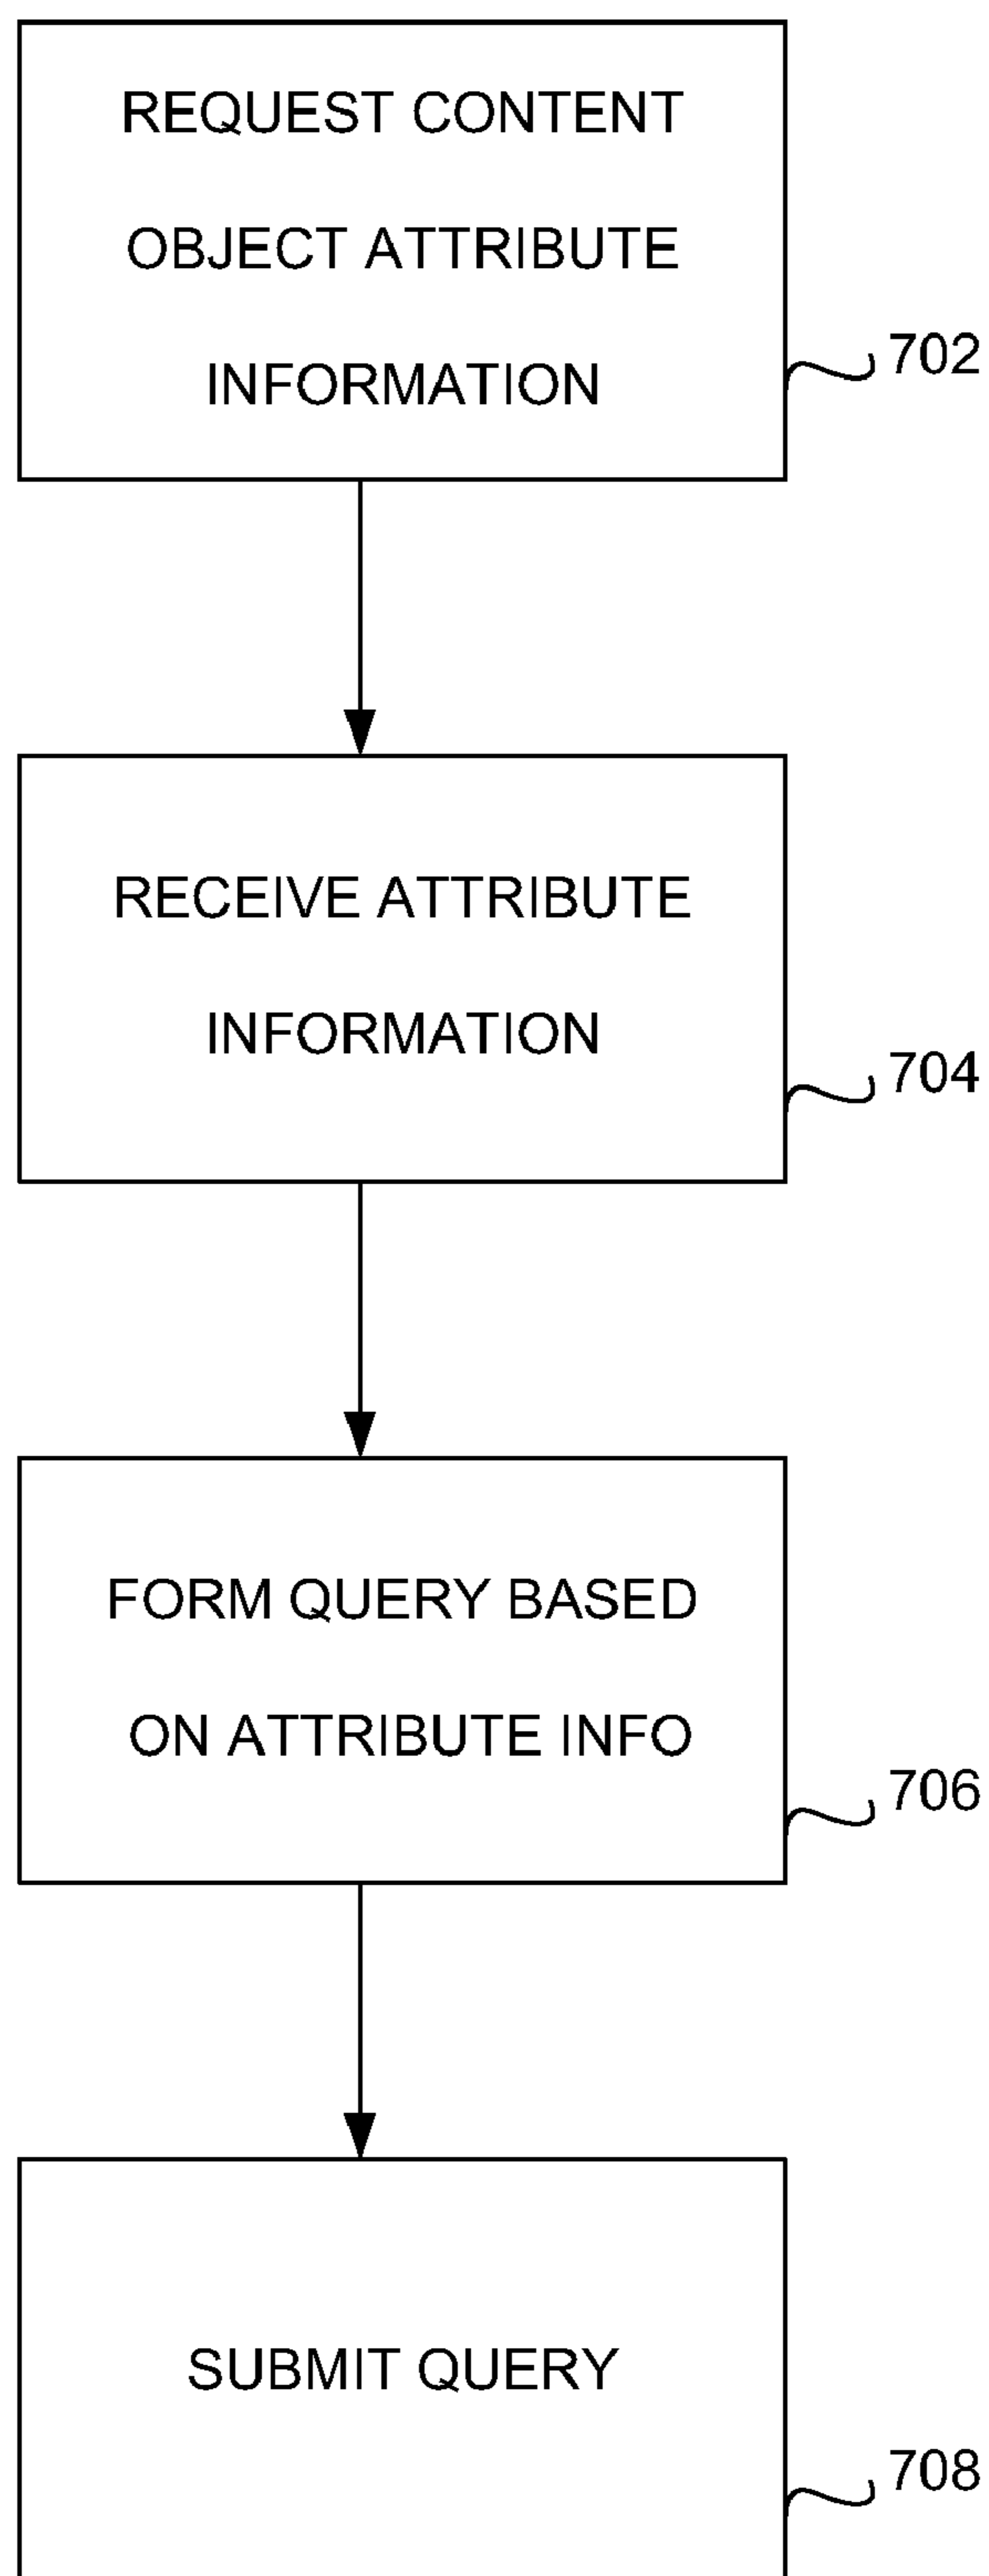 REQUEST CONTENT
OBJECT ATTRIBUTE
INFORMATION
702
RECEIVE ATTRIBUTE
INFORMATION
704
FORM QUERY BASED
ON ATTRIBUTE INFO
706
SUBMIT QUERY
708